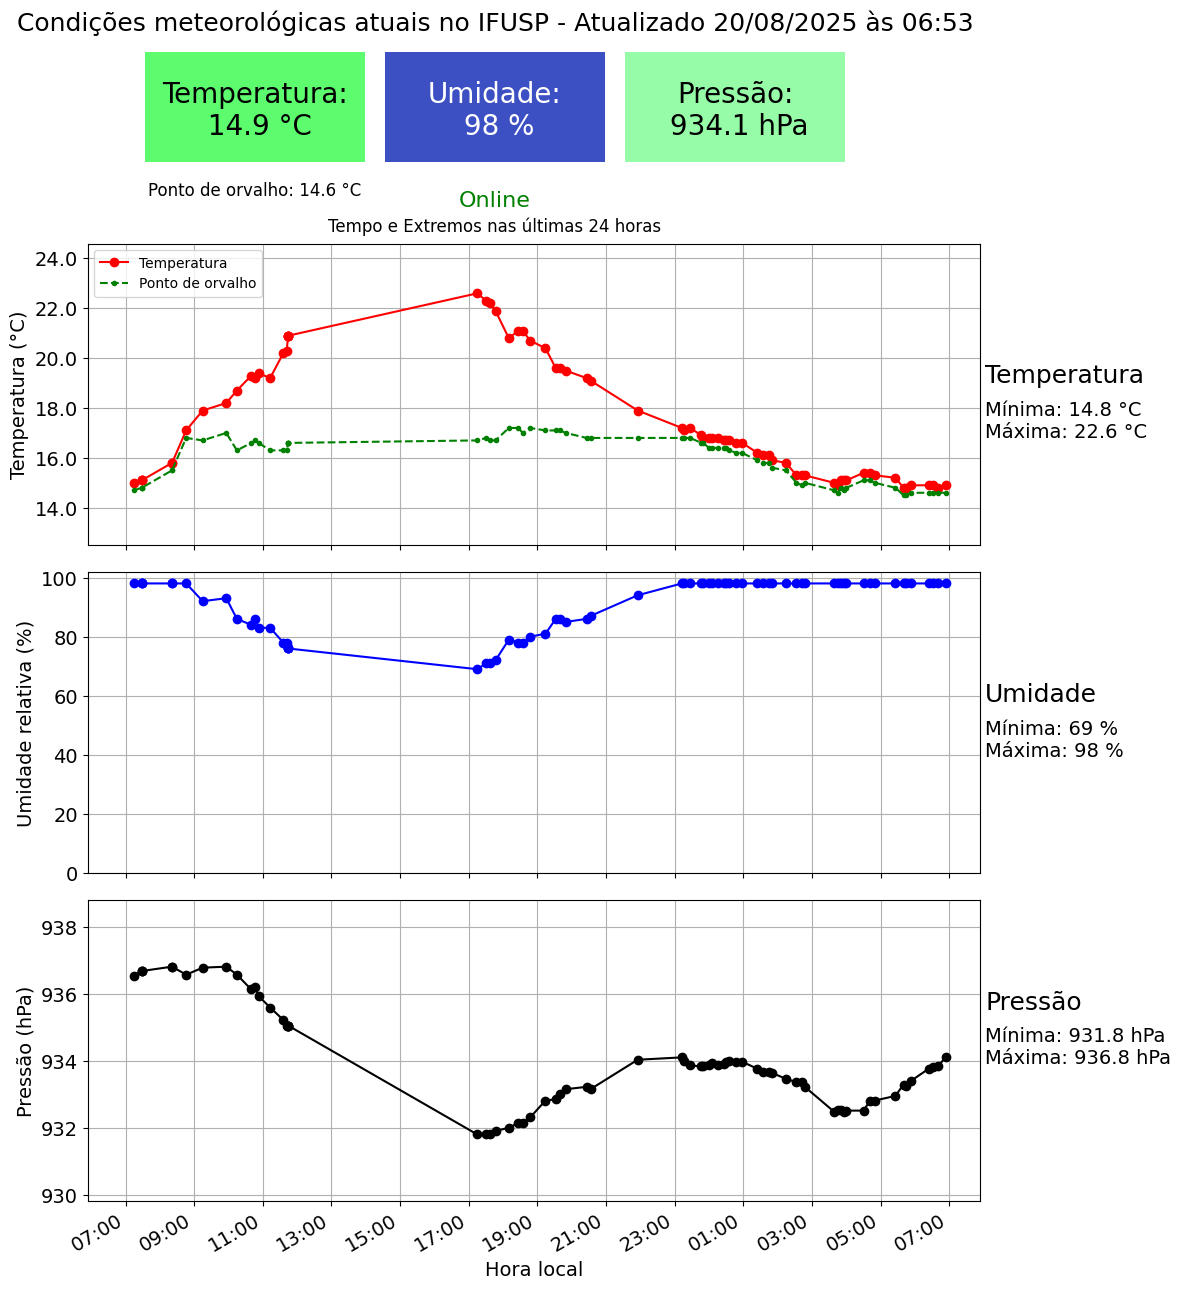 Condições meteorológicas atuais no IFUSP - Atualizado 20/08/2025 às 06:53
Temperatura:
14.9 °C
Umidade:
98 %
Pressão:
934.1 hPa
Ponto de orvalho: 14.6 °C
Online
Tempo e Extremos nas últimas 24 horas
Temperatura
Ponto de orvalho
Temperatura (°C)
24.0
22.0
20.0
18.0
16.0
14.0
Temperatura
Mínima: 14.8 °C
Máxima: 22.6 °C
Umidade relativa (%)
100
80
60
40
20
0
Umidade
Mínima: 69 %
Máxima: 98 %
Pressão (hPa)
938
936
934
932
930
Pressão
Mínima: 931.8 hPa
Máxima: 936.8 hPa
07:00 09:00 11:00 13:00 15:00 17:00 19:00 21:00 23:00 01:00 03:00 05:00 07:00
Hora local